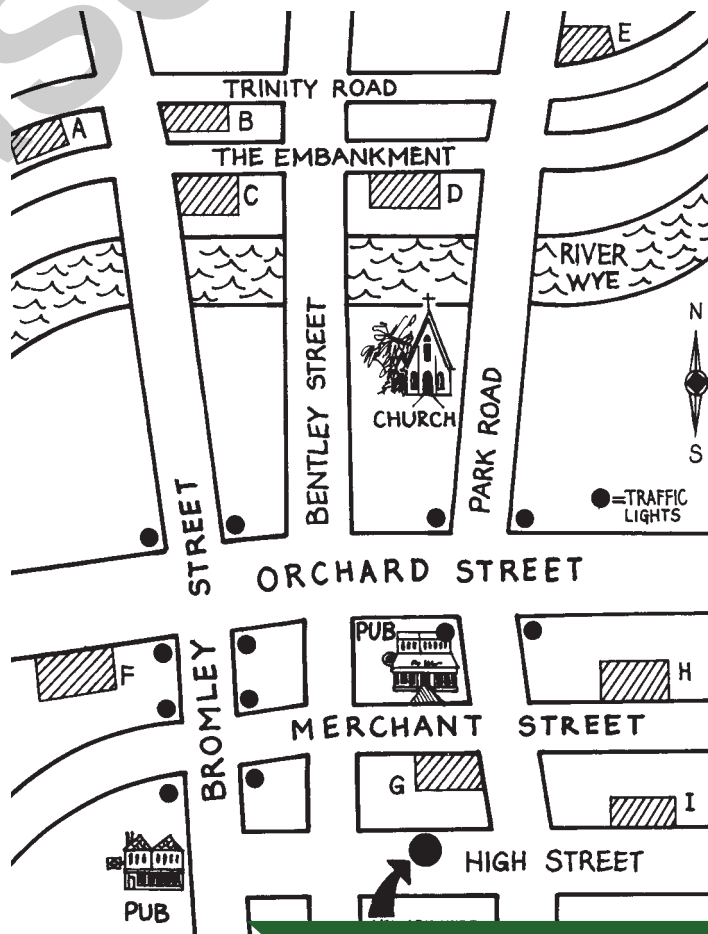 E
TRINITY ROAD
A
B
THE EMBANKMENT
C
D
RIVER
WYE
N
S
BENTLEY STREET
CHURCH
PARK ROAD
=TRAFFIC
LIGHTS
ORCHARD STREET
BROMLEY STREET
PUB
F
H
MERCHANT STREET
G
I
HIGH STREET
PUB